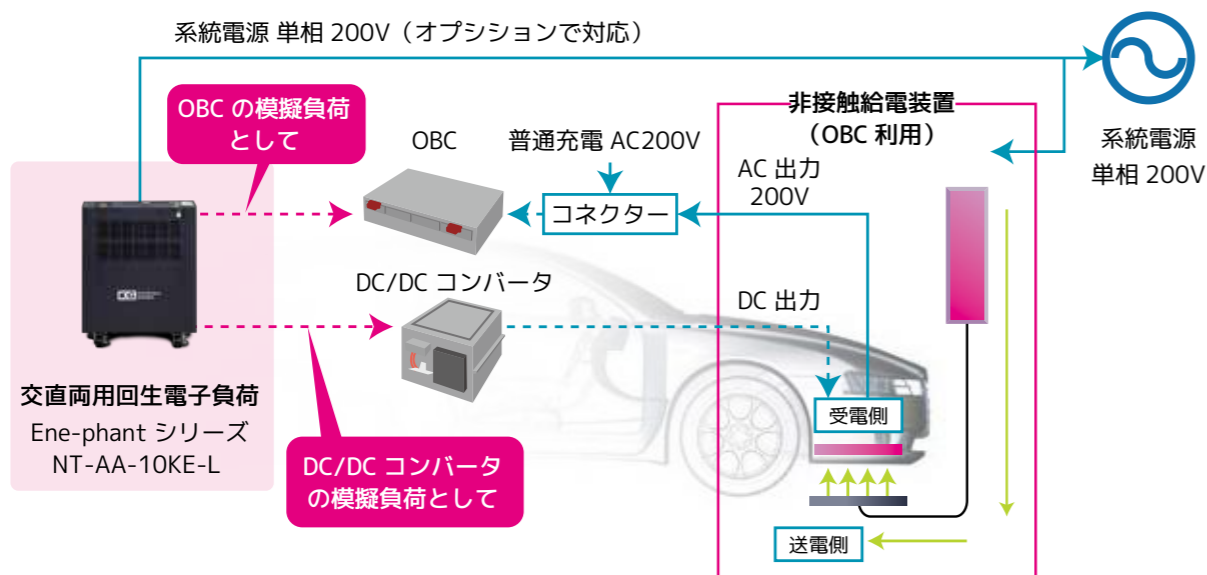 系統電源 単相 200V（オプションで対応）
OBC の模擬負荷
として
OBC
普通充電 AC200V
コネクター
非接触給電装置
（OBC 利用）
AC 出力
200V
系統電源
単相 200V
DC/DC コンバータ
DC 出力
交直両用回生電子負荷
Ene-phant シリーズ
NT-AA-10KE-L
DC/DC コンバータ
の模擬負荷として
受電側
送電側